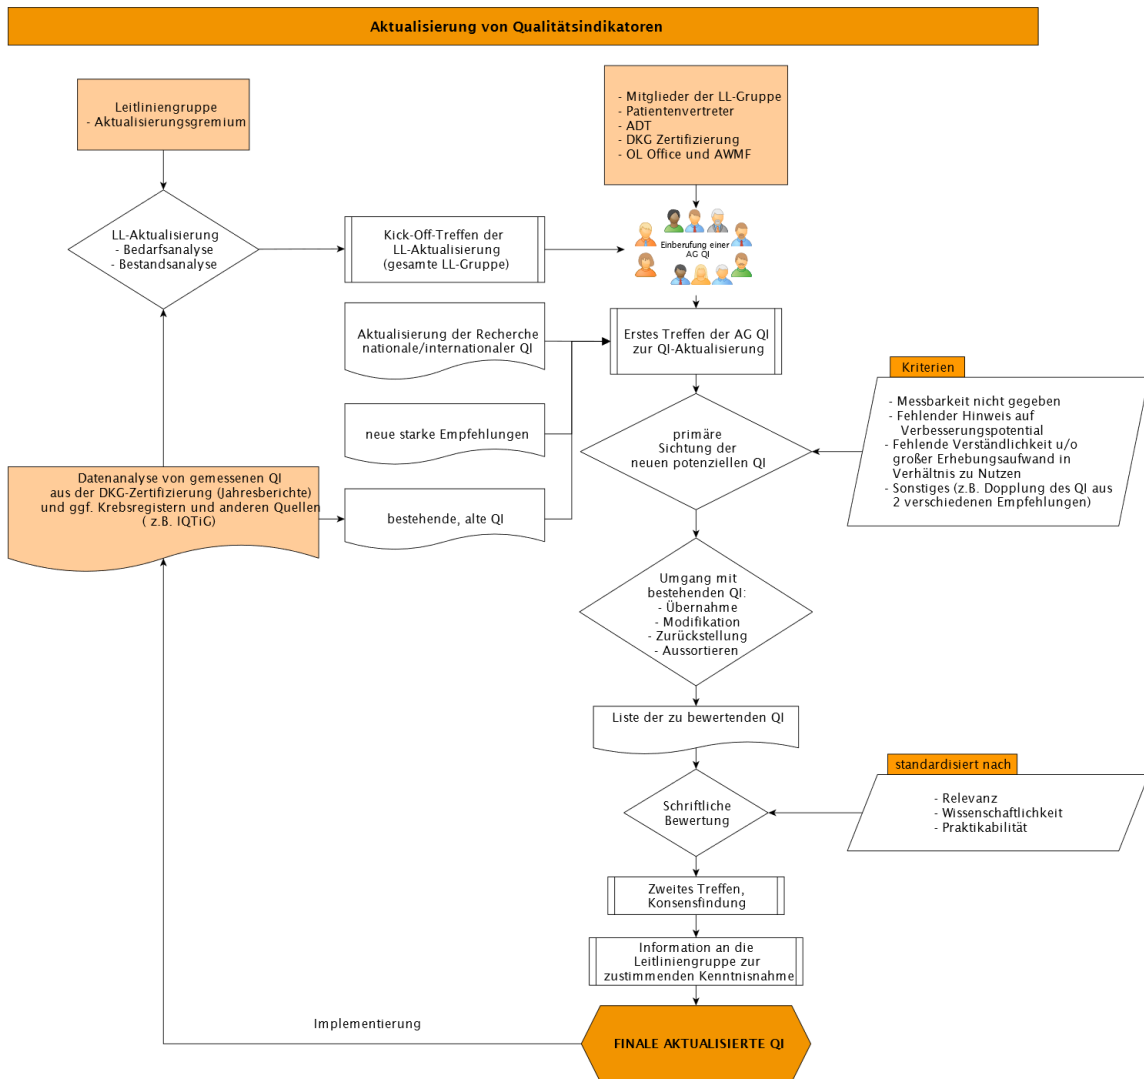 Aktualisierung von Qualitätsindikatoren
Leitliniengruppe
- Aktualisierungsgremium
- Mitglieder der LL-Gruppe
- Patientenvertreter
- ADT
- DKG Zertifizierung
- OL Office und AWMF
LL-Aktualisierung
- Bedarfsanalyse
- Bestandsanalyse
Kick-Off-Treffen der
LL-Aktualisierung
(gesamte LL-Gruppe)
Einberufung einer
AG QI
Aktualisierung der Recherche
nationale/internationaler QI
Erstes Treffen der AG QI
zur QI-Aktualisierung
neue starke Empfehlungen
primäre
Sichtung der
neuen potenziellen QI
Kriterien
- Messbarkeit nicht gegeben
- Fehlender Hinweis auf
Verbesserungspotential
- Fehlende Verständlichkeit u/o
großer Erhebungsaufwand in
Verhältnis zu Nutzen
- Sonstiges (z.B. Dopplung des QI aus
2 verschiedenen Empfehlungen)
Datenanalyse von gemessenen QI
aus der DKG-Zertifizierung (Jahresberichte)
und ggf. Krebsregistern und anderen Quellen
( z.B. IQTiG)
bestehende, alte QI
Umgang mit
bestehenden QI:
- Übernahme
- Modifikation
- Zurückstellung
- Aussortieren
Liste der zu bewertenden QI
standardisiert nach
- Relevanz
- Wissenschaftlichkeit
- Praktikabilität
Schriftliche
Bewertung
Zweites Treffen,
Konsensfindung
Information an die
Leitliniengruppe zur
zustimmenden Kenntnisnahme
Implementierung
FINALE AKTUALISIERTE QI